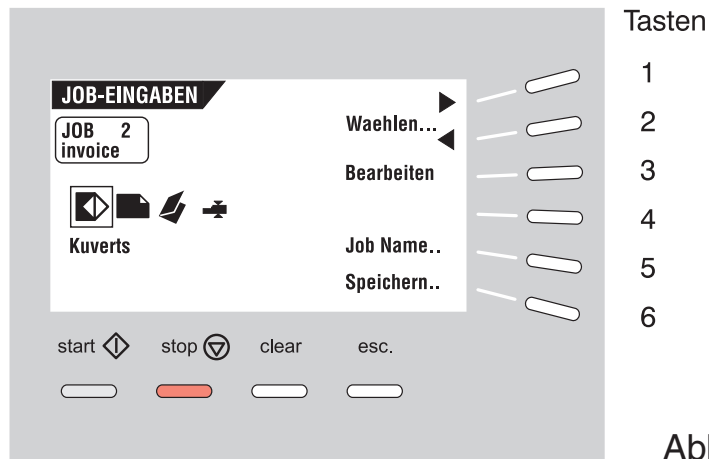 Tasten
JOB-EINGABEN
1
JOB 2
invoice
Waehlen...
2
Bearbeiten
3
4
Kuverts
Job Name..
5
Speichern..
6
start stop clear esc.